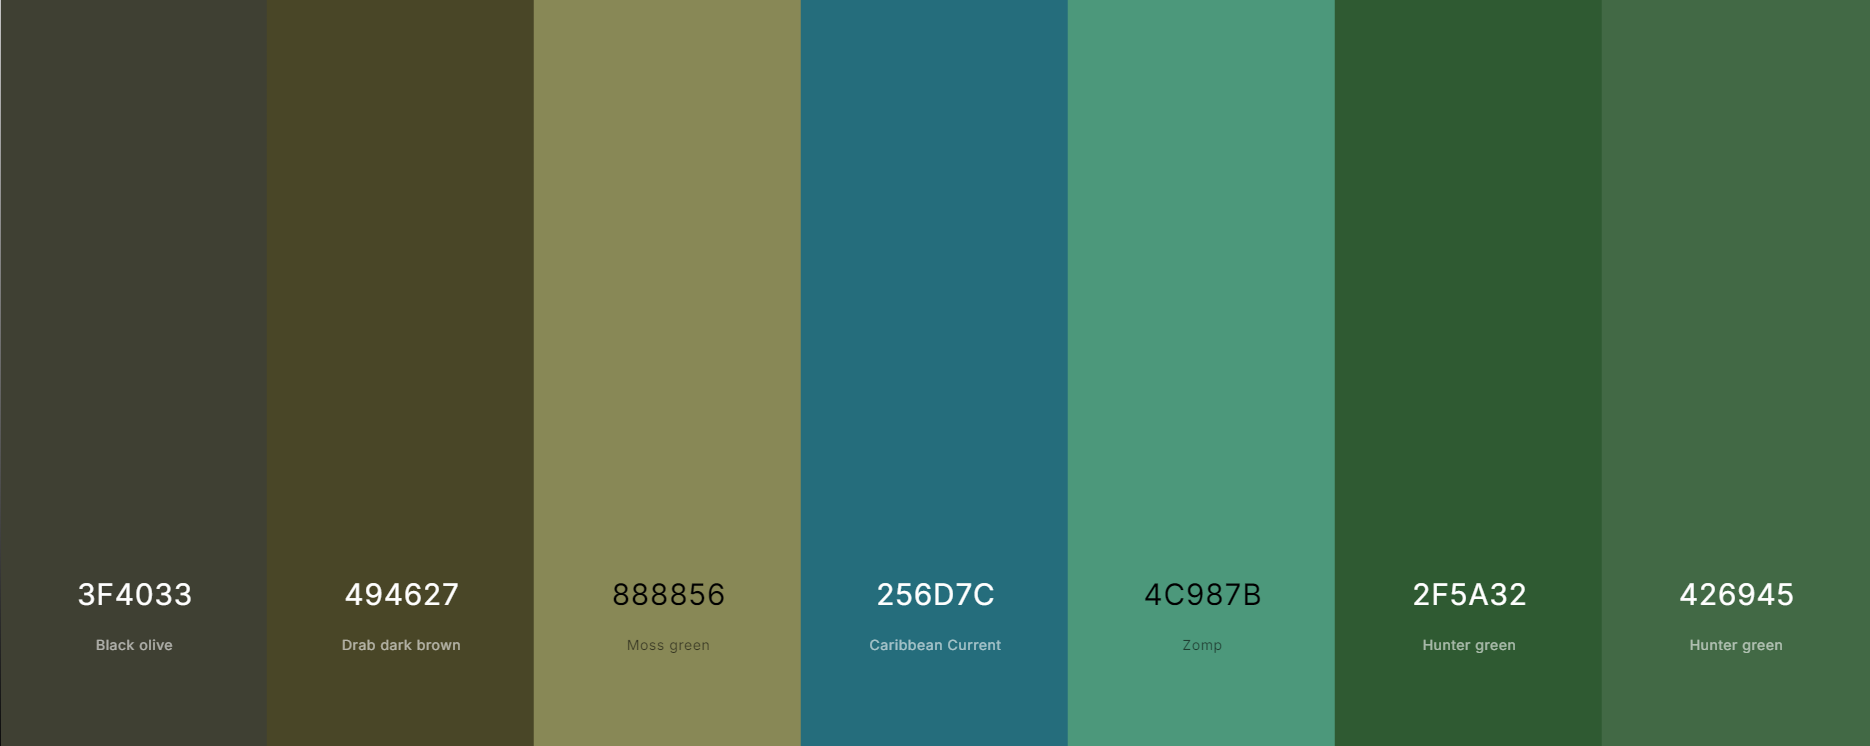 3F4033
Black olive
494627
Drab dark brown
888856
Moss green
256D7C
Caribbean Current
4C987B
Zomp
2F5A32
Hunter green
426945
Hunter green